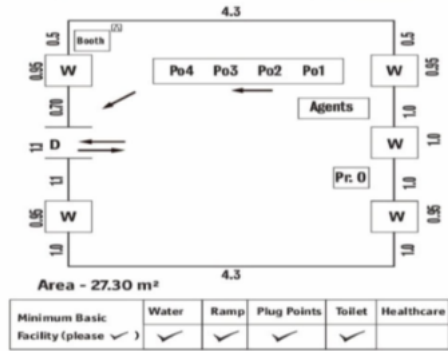 4.3
0.5 Booth 0.5
0.95 W Po4 Po3 Po2 Po1 W 0.95
0.70 Agents 1.0
1.1 D W 1.0
1.1 Pr. O 1.0
0.95 W W 0.95
1.0 1.0
4.3
Area - 27.30 m²
Minimum Basic Facility (please ✓) Water Ramp Plug Points Toilet Healthcare
✓ ✓ ✓ ✓